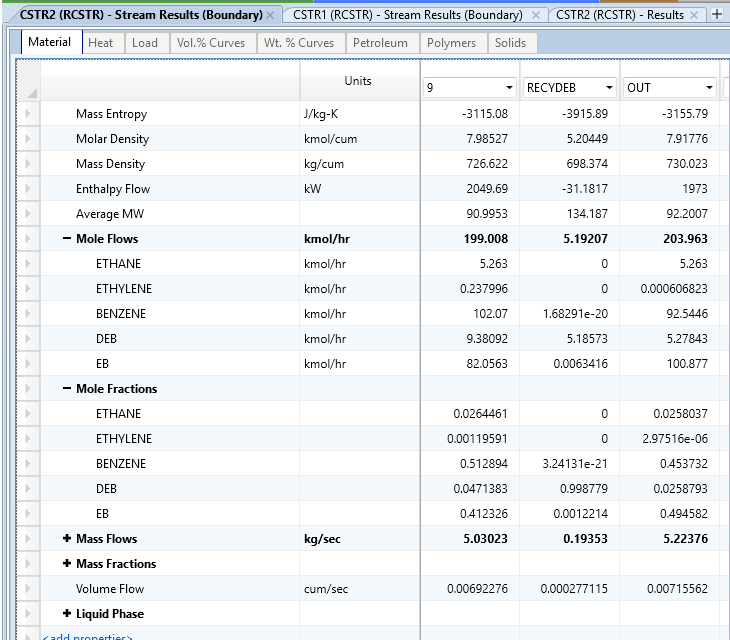 CSTR2 (RCSTR) - Stream Results (Boundary) × CSTR1 (RCSTR) - Stream Results (Boundary) × CSTR2 (RCSTR) - Results × +
Material Heat Load Vol.% Curves Wt. % Curves Petroleum Polymers Solids
Units 9 RECYDEB OUT
Mass Entropy J/kg-K -3115.08 -3915.89 -3155.79
Molar Density kmol/cum 7.98527 5.20449 7.91776
Mass Density kg/cum 726.622 698.374 730.023
Enthalpy Flow kW 2049.69 -31.1817 1973
Average MW 90.9953 134.187 92.2007
− Mole Flows kmol/hr 199.008 5.19207 203.963
ETHANE kmol/hr 5.263 0 5.263
ETHYLENE kmol/hr 0.237996 0 0.000606823
BENZENE kmol/hr 102.07 1.68291e-20 92.5446
DEB kmol/hr 9.38092 5.18573 5.27843
EB kmol/hr 82.0563 0.0063416 100.877
− Mole Fractions
ETHANE 0.0264461 0 0.0258037
ETHYLENE 0.00119591 0 2.97516e-06
BENZENE 0.512894 3.24131e-21 0.453732
DEB 0.0471383 0.998779 0.0258793
EB 0.412326 0.0012214 0.494582
+ Mass Flows kg/sec 5.03023 0.19353 5.22376
+ Mass Fractions
Volume Flow cum/sec 0.00692276 0.000277115 0.00715562
+ Liquid Phase
<add properties>